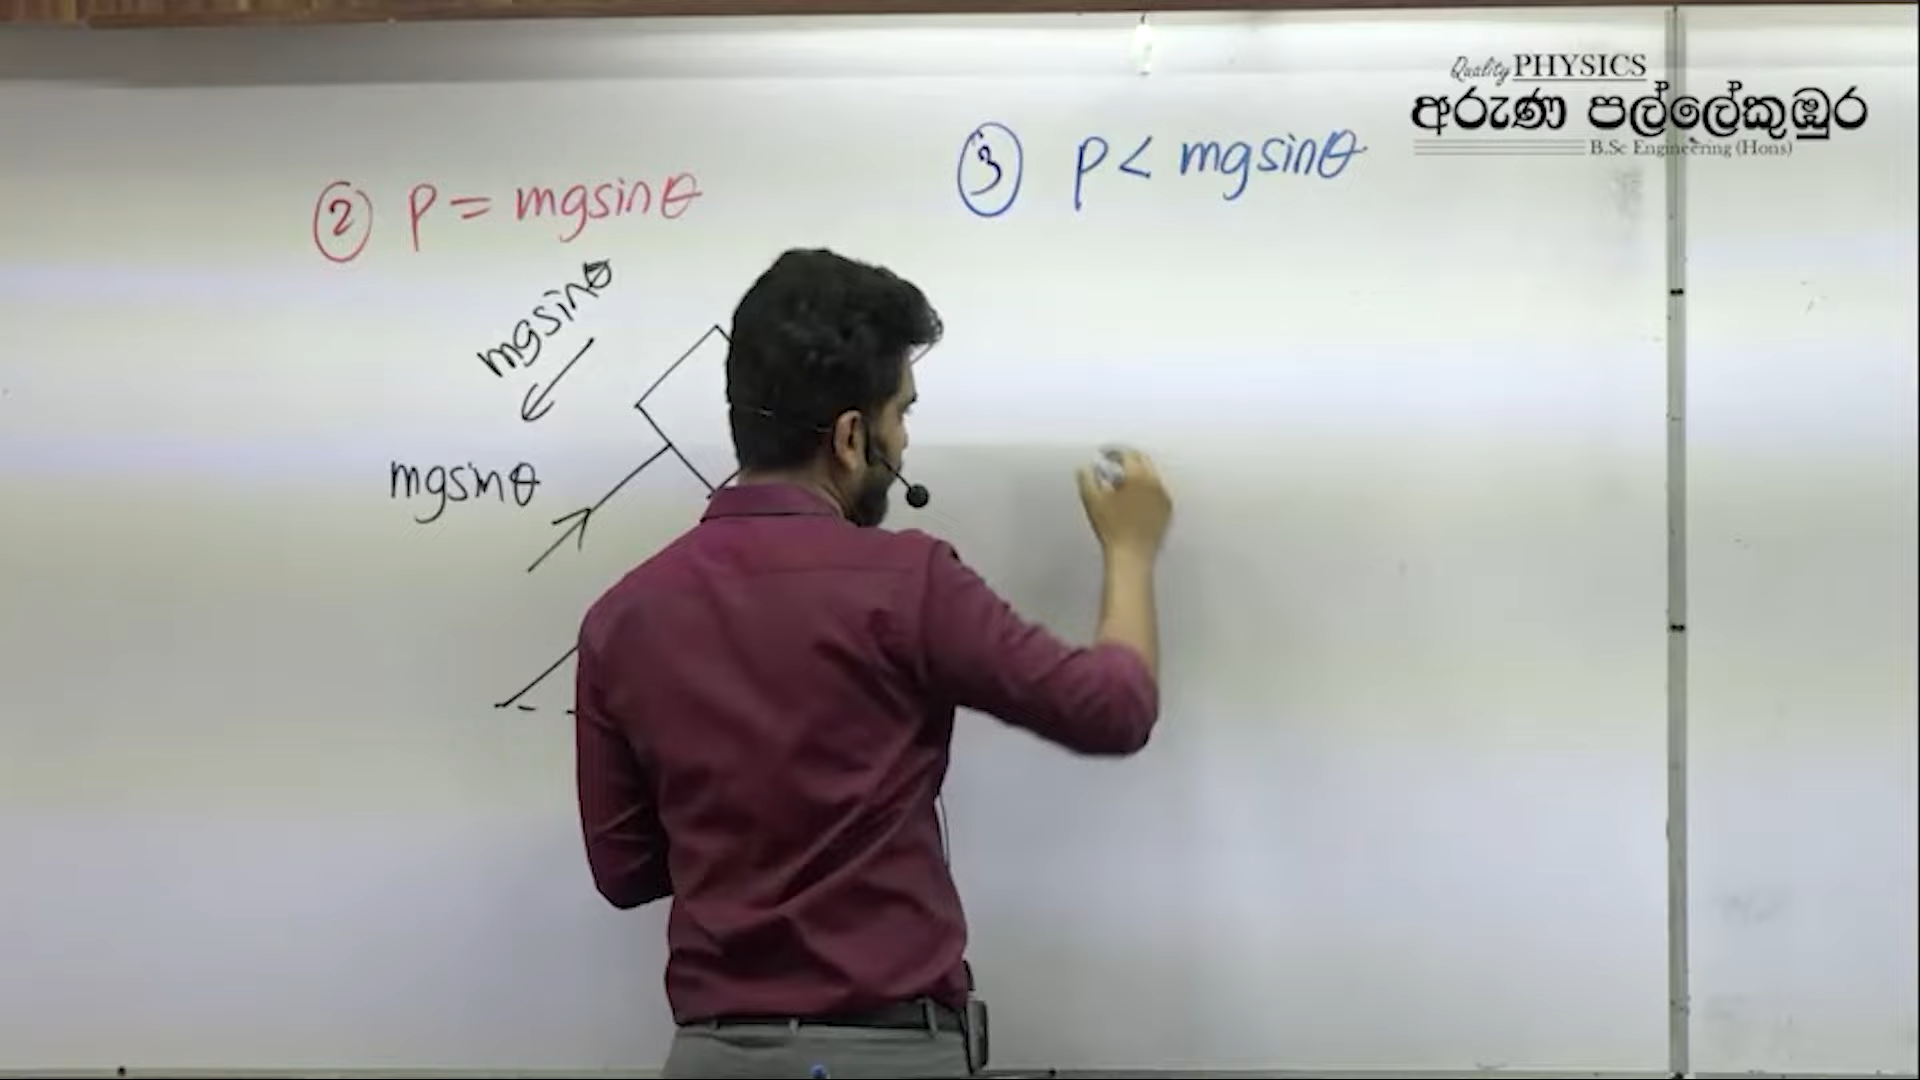 Quality PHYSICS
අරුණ පල්ලේකුඹුර
B.Sc Engineering (Hons)
② P = mgsinθ
③ P < mgsinθ
mgsinθ
mgsinθ